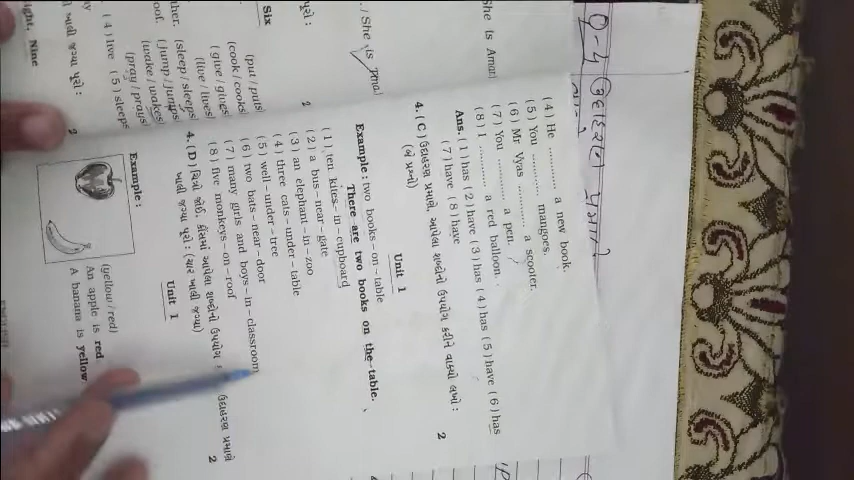 Q-4 ઉદાહરણ પ્રમાણે
(4) He ............ a new book.
(5) You ............ mangoes.
(6) Mr Vyas ............ a scooter.
(7) You ............ a pen.
(8) I ............ a red balloon.
Ans. (1) has (2) have (3) has (4) has (5) have (6) has
(7) have (8) have
Unit 1
4. (C) ઉદાહરણ પ્રમાણે, આપેલા શબ્દોનો ઉપયોગ કરીને વાક્યો લખો :
(બે પ્રશ્નો)
2
Example : two books – on – table
There are two books on the table.
(1) ten kites – in – cupboard
(2) a bus – near – gate
(3) an elephant – in – zoo
(4) three cats – under – table
(5) well – under – tree
(6) two bats – near – door
(7) many girls and boys – in – classroom
(8) five monkeys – on – roof
Unit 1
4. (D) ચિત્રો જોઈ, કૌંસમાં આપેલા શબ્દોનો ઉપયોગ ઉદાહરણ પ્રમાણે
ખાલી જગ્યા પૂરો : (ચાર ખાલી જગ્યા)
2
Example :
(yellow / red)
An apple is red
A banana is yellow
She is
./ She is
પૂરો :
2
Six
(put / puts)
(cook / cooks)
(give / gives)
(live / lives)
(sleep / sleeps)
(jump / jumps)
(wake / wakes)
(pray / prays)
(4) live (5) sleeps
ખાલી જગ્યા પૂરો :
2
ight, Nine